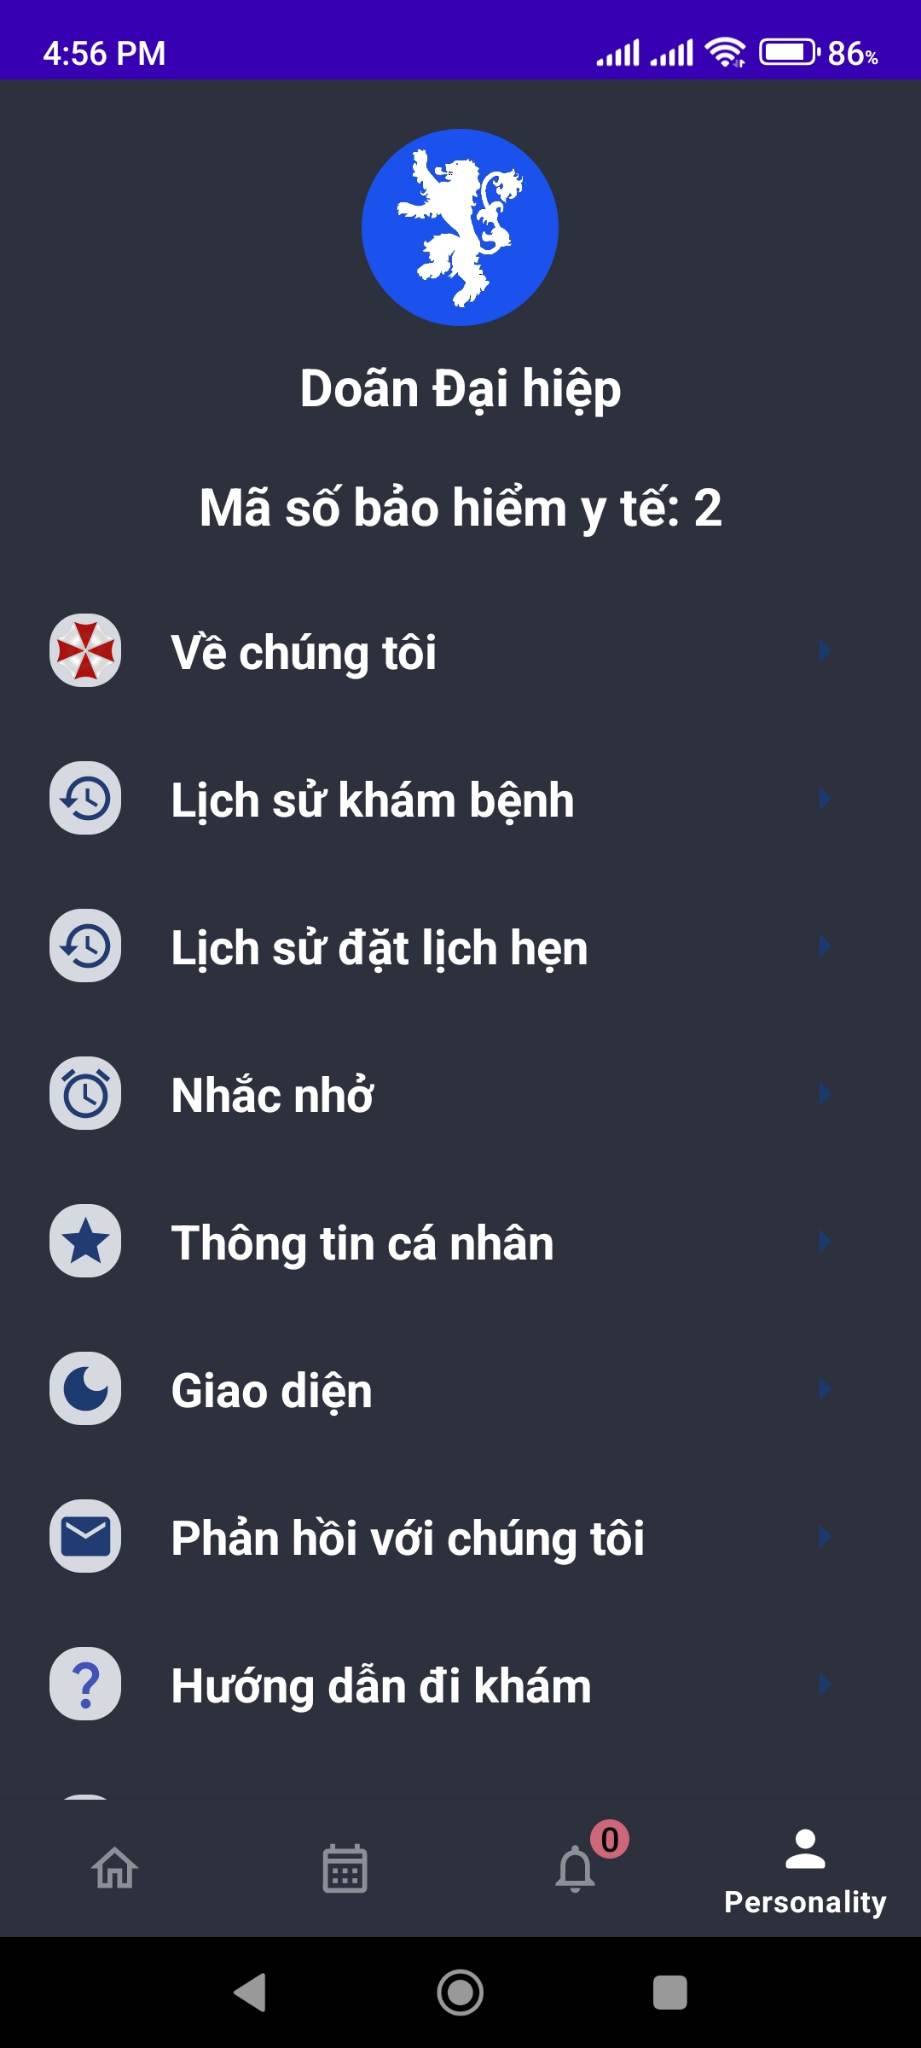 4:56 PM
86%
Doãn Đại hiệp
Mã số bảo hiểm y tế: 2
Về chúng tôi
Lịch sử khám bệnh
Lịch sử đặt lịch hẹn
Nhắc nhở
Thông tin cá nhân
Giao diện
Phản hồi với chúng tôi
?
Hướng dẫn đi khám
0
Personality